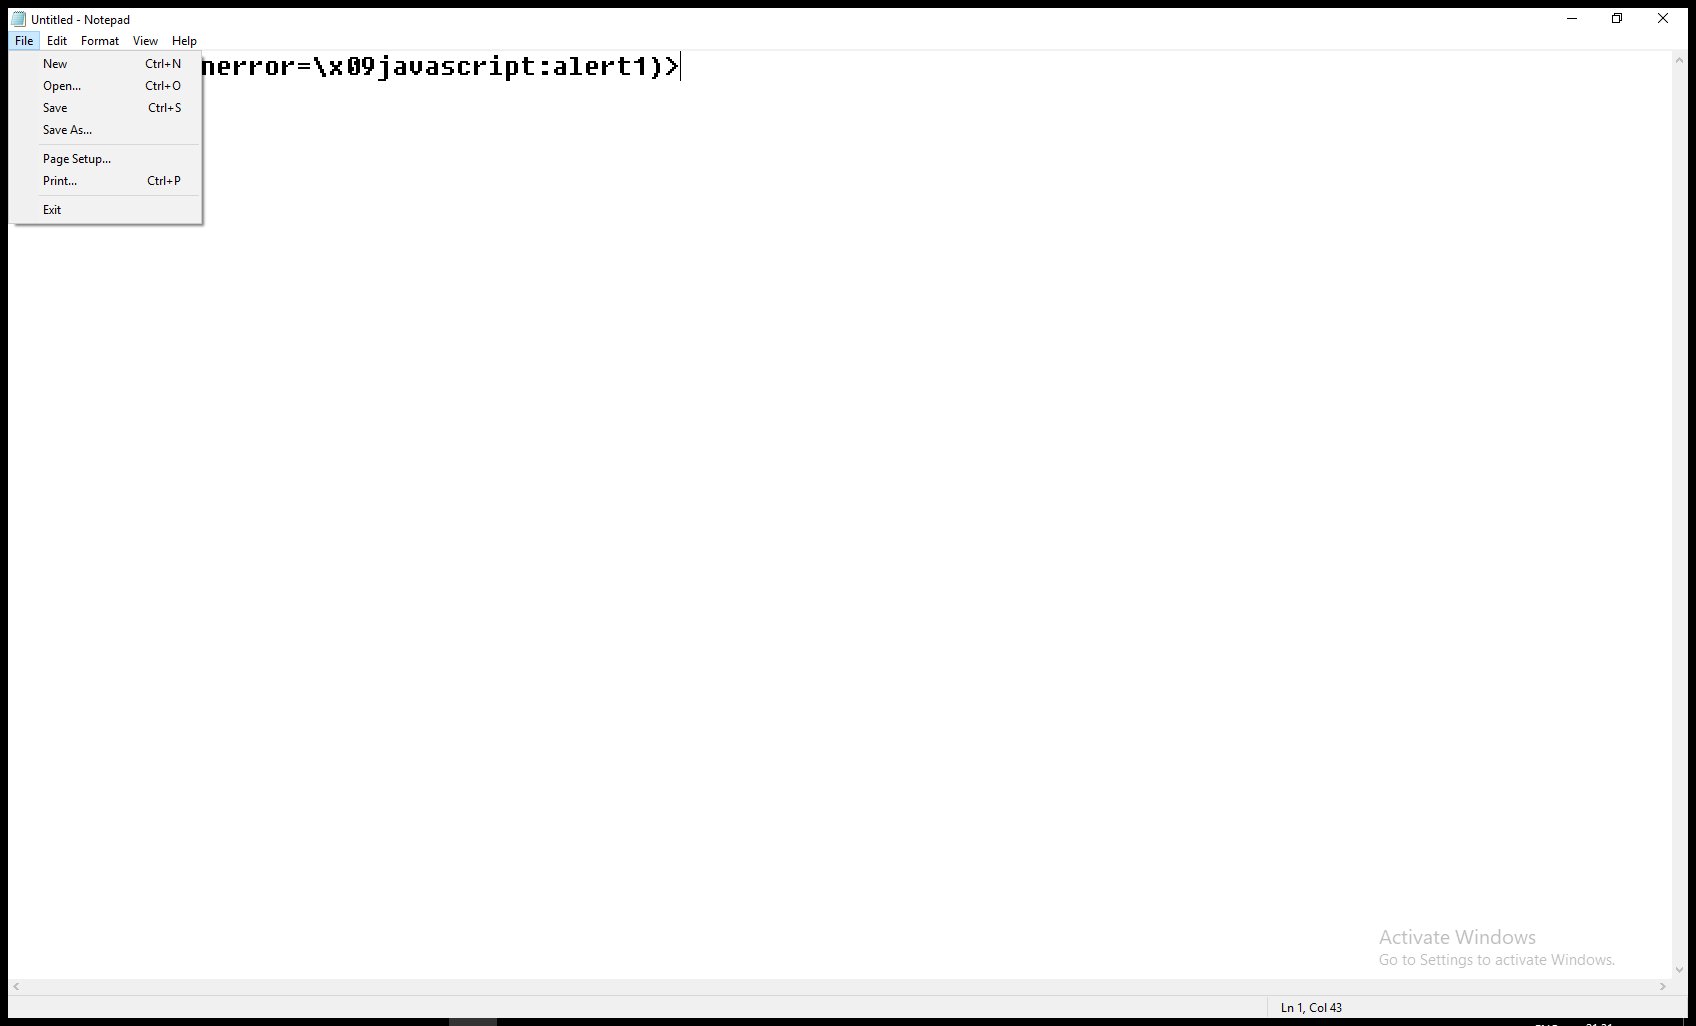 Untitled - Notepad
File Edit Format View Help
nerror=\x09javascript:alert1)>
New Ctrl+N
Open... Ctrl+O
Save Ctrl+S
Save As...
Page Setup...
Print... Ctrl+P
Exit
Activate Windows
Go to Settings to activate Windows.
Ln 1, Col 43